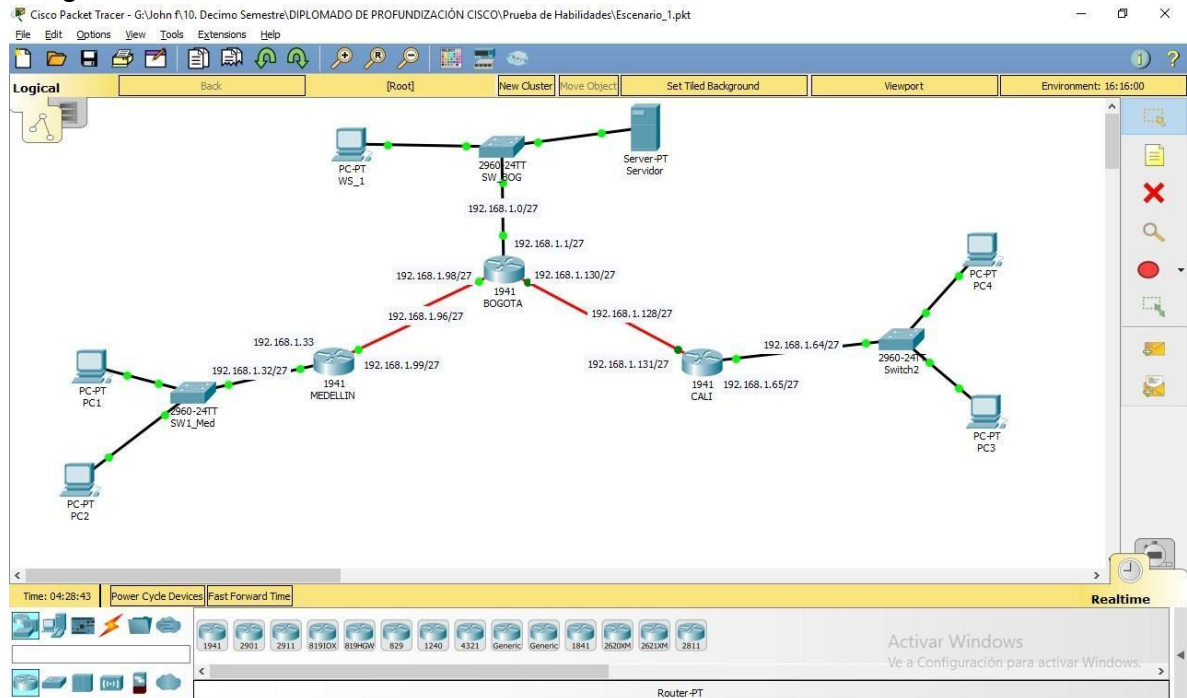 Cisco Packet Tracer - G:\John f\10. Decimo Semestre\DIPLOMADO DE PROFUNDIZACIÓN CISCO\Prueba de Habilidades\Escenario_1.pkt
File Edit Options View Tools Extensions Help
Logical Back [Root] New Cluster Move Object Set Tiled Background Viewport Environment: 16:16:00
PC-PT
WS_1
2960-24TT
SW_BOG
Server-PT
Servidor
192.168.1.0/27
192.168.1.1/27
192.168.1.98/27
192.168.1.130/27
1941
BOGOTA
192.168.1.96/27
192.168.1.128/27
PC-PT
PC4
192.168.1.33
192.168.1.32/27
192.168.1.99/27
1941
MEDELLIN
192.168.1.131/27
192.168.1.64/27
1941
CALI
192.168.1.65/27
2960-24TT
Switch2
PC-PT
PC1
2960-24TT
SW1_Med
PC-PT
PC3
PC-PT
PC2
Time: 04:28:43 Power Cycle Devices Fast Forward Time Realtime
1941 2901 2911 819IOX 819HGW 829 1240 4321 Generic Generic 1841 2620XM 2621XM 2811
Activar Windows
Ve a Configuración para activar Windows.
Router-PT